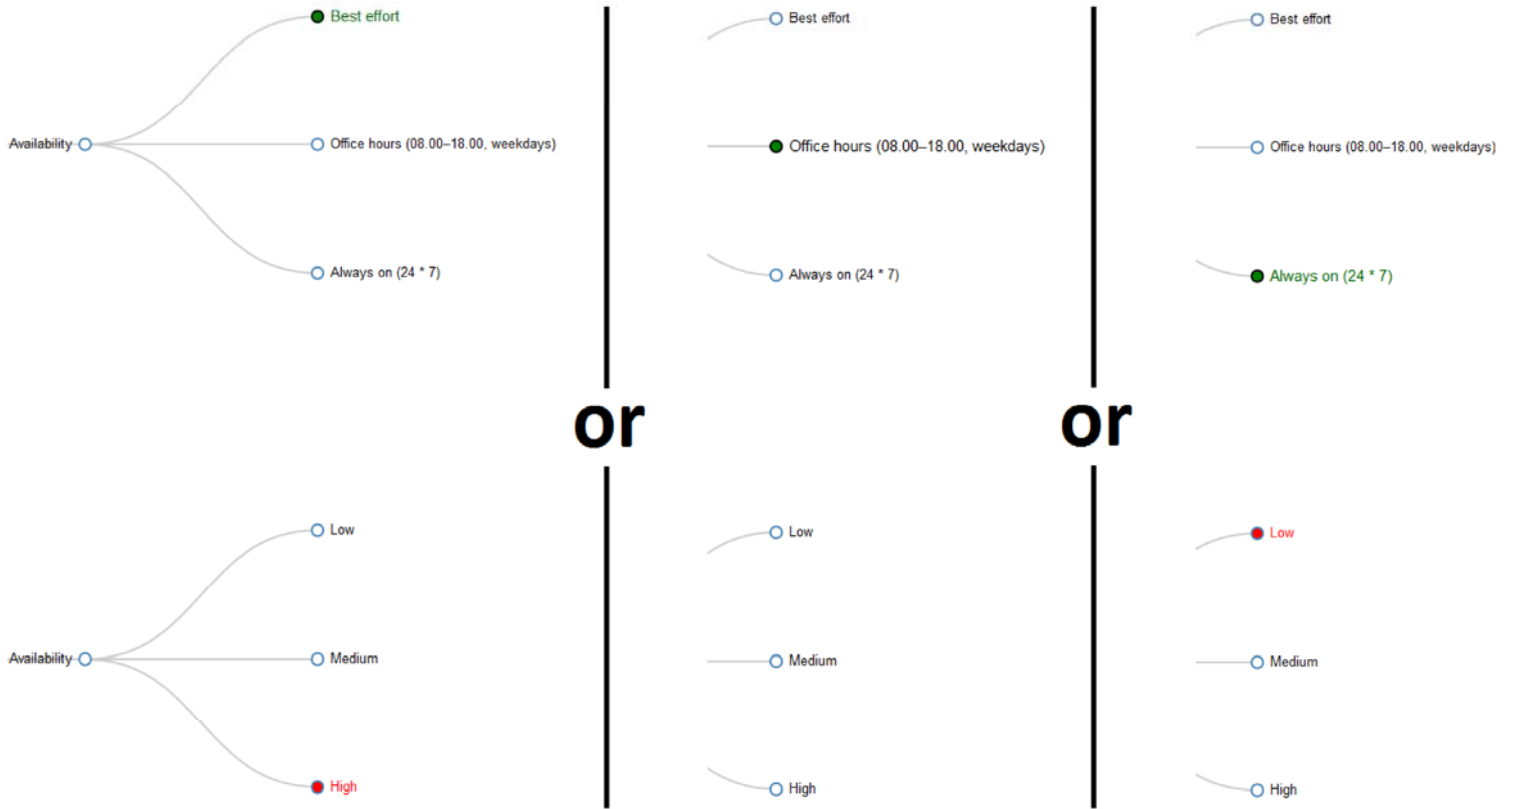 Best effort
Availability
Office hours (08.00–18.00, weekdays)
Always on (24 * 7)
or
Best effort
Office hours (08.00–18.00, weekdays)
Always on (24 * 7)
or
Best effort
Office hours (08.00–18.00, weekdays)
Always on (24 * 7)
Low
Availability
Medium
High
Low
Medium
High
Low
Medium
High